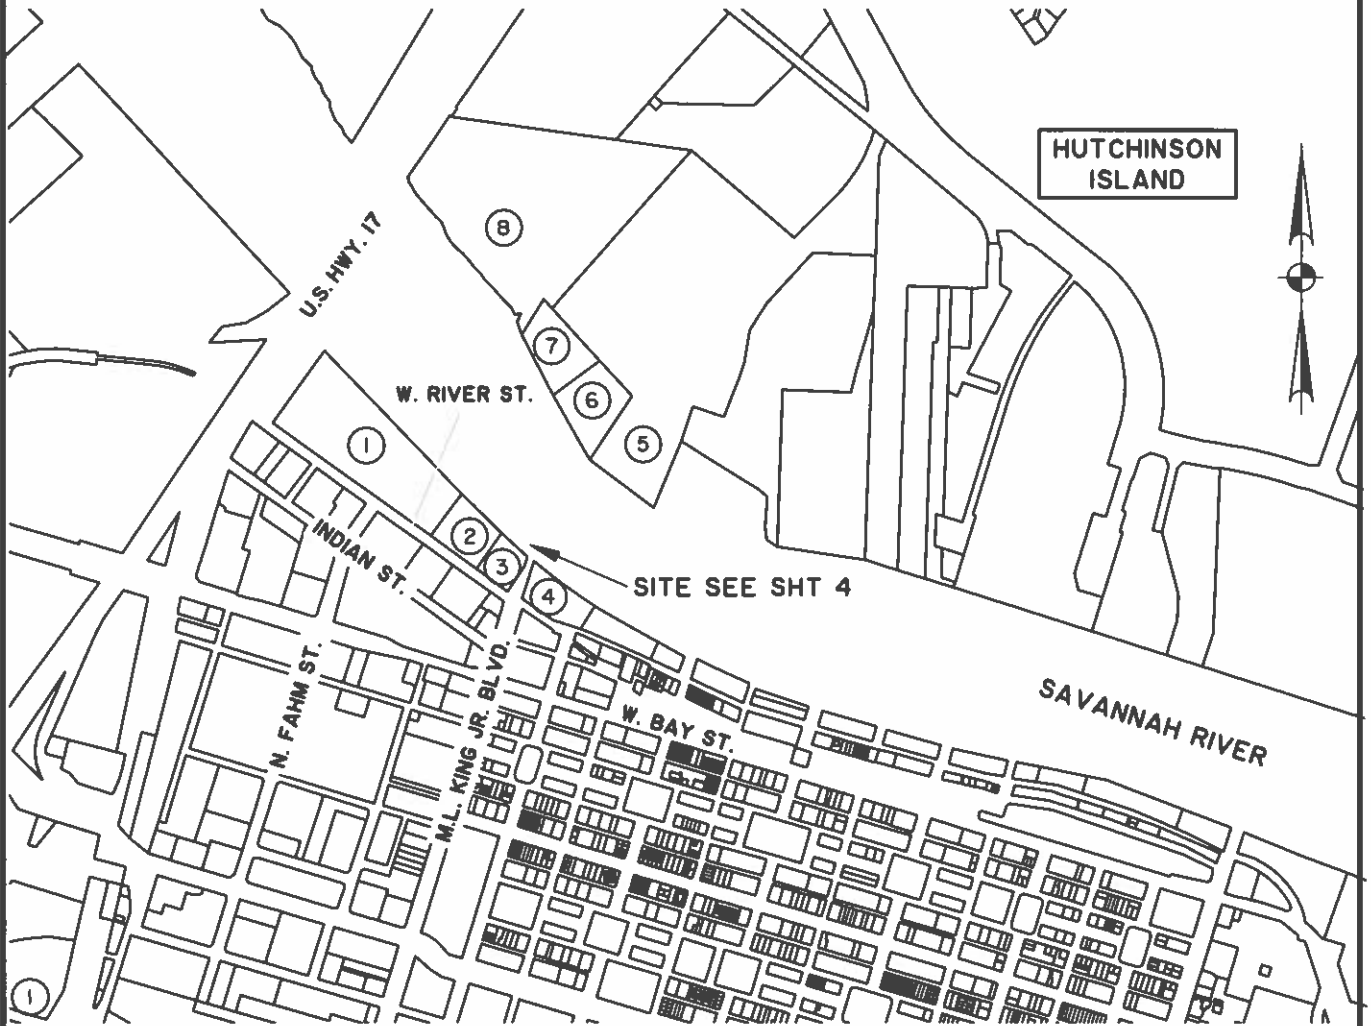 HUTCHINSON
ISLAND
8
U.S. HWY. 17
7
W. RIVER ST.
6
5
1
2
3
INDIAN ST.
4
SITE SEE SHT 4
N. FAHM ST.
M.L. KING JR. BLVD.
W. BAY ST.
SAVANNAH RIVER
1